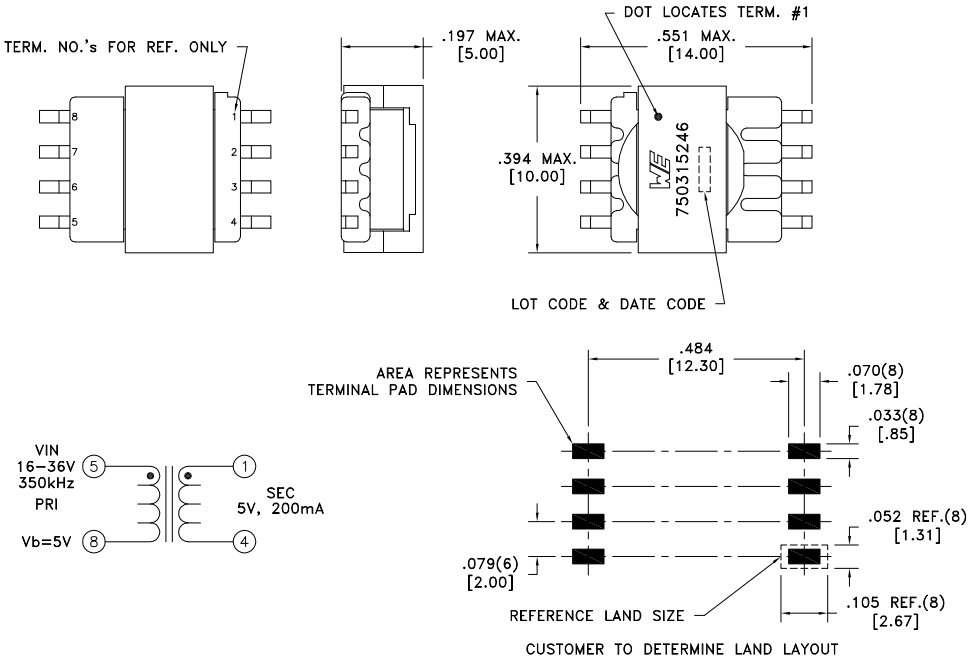 DOT LOCATES TERM. #1
TERM. NO.'s FOR REF. ONLY
.197 MAX.
[5.00]
.551 MAX.
[14.00]
8
7
6
5
1
2
3
4
.394 MAX.
[10.00]
WE
750315246
LOT CODE & DATE CODE
.484
[12.30]
AREA REPRESENTS
TERMINAL PAD DIMENSIONS
.070(8)
[1.78]
.033(8)
[.85]
VIN
16-36V
350kHz
PRI
5
1
SEC
5V, 200mA
Vb=5V
8
4
.052 REF.(8)
[1.31]
.079(6)
[2.00]
REFERENCE LAND SIZE
.105 REF.(8)
[2.67]
CUSTOMER TO DETERMINE LAND LAYOUT